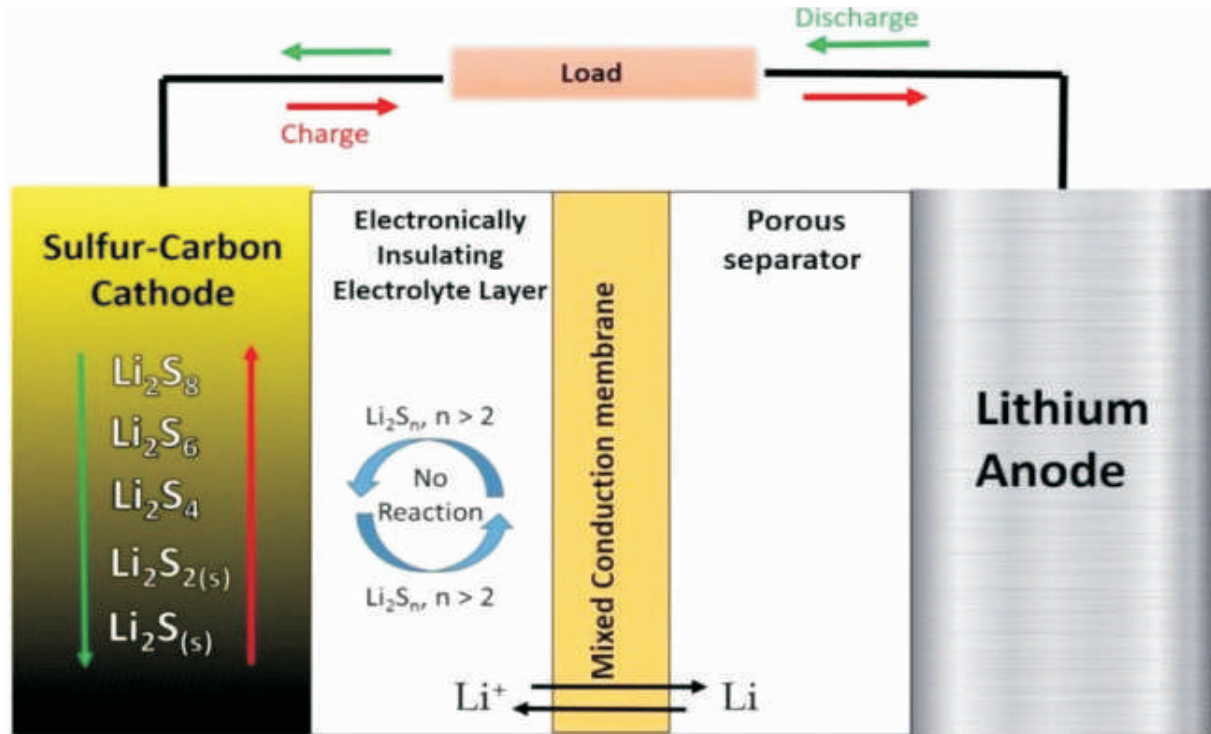 Discharge
Load
Charge
Sulfur-Carbon
Cathode
Li₂S₈
Li₂S₆
Li₂S₄
Li₂S₂₍ₛ₎
Li₂S₍ₛ₎
Electronically
Insulating
Electrolyte Layer
Li₂Sₙ, n > 2
No
Reaction
Li₂Sₙ, n > 2
Mixed Conduction membrane
Porous
separator
Li⁺
Li
Lithium
Anode